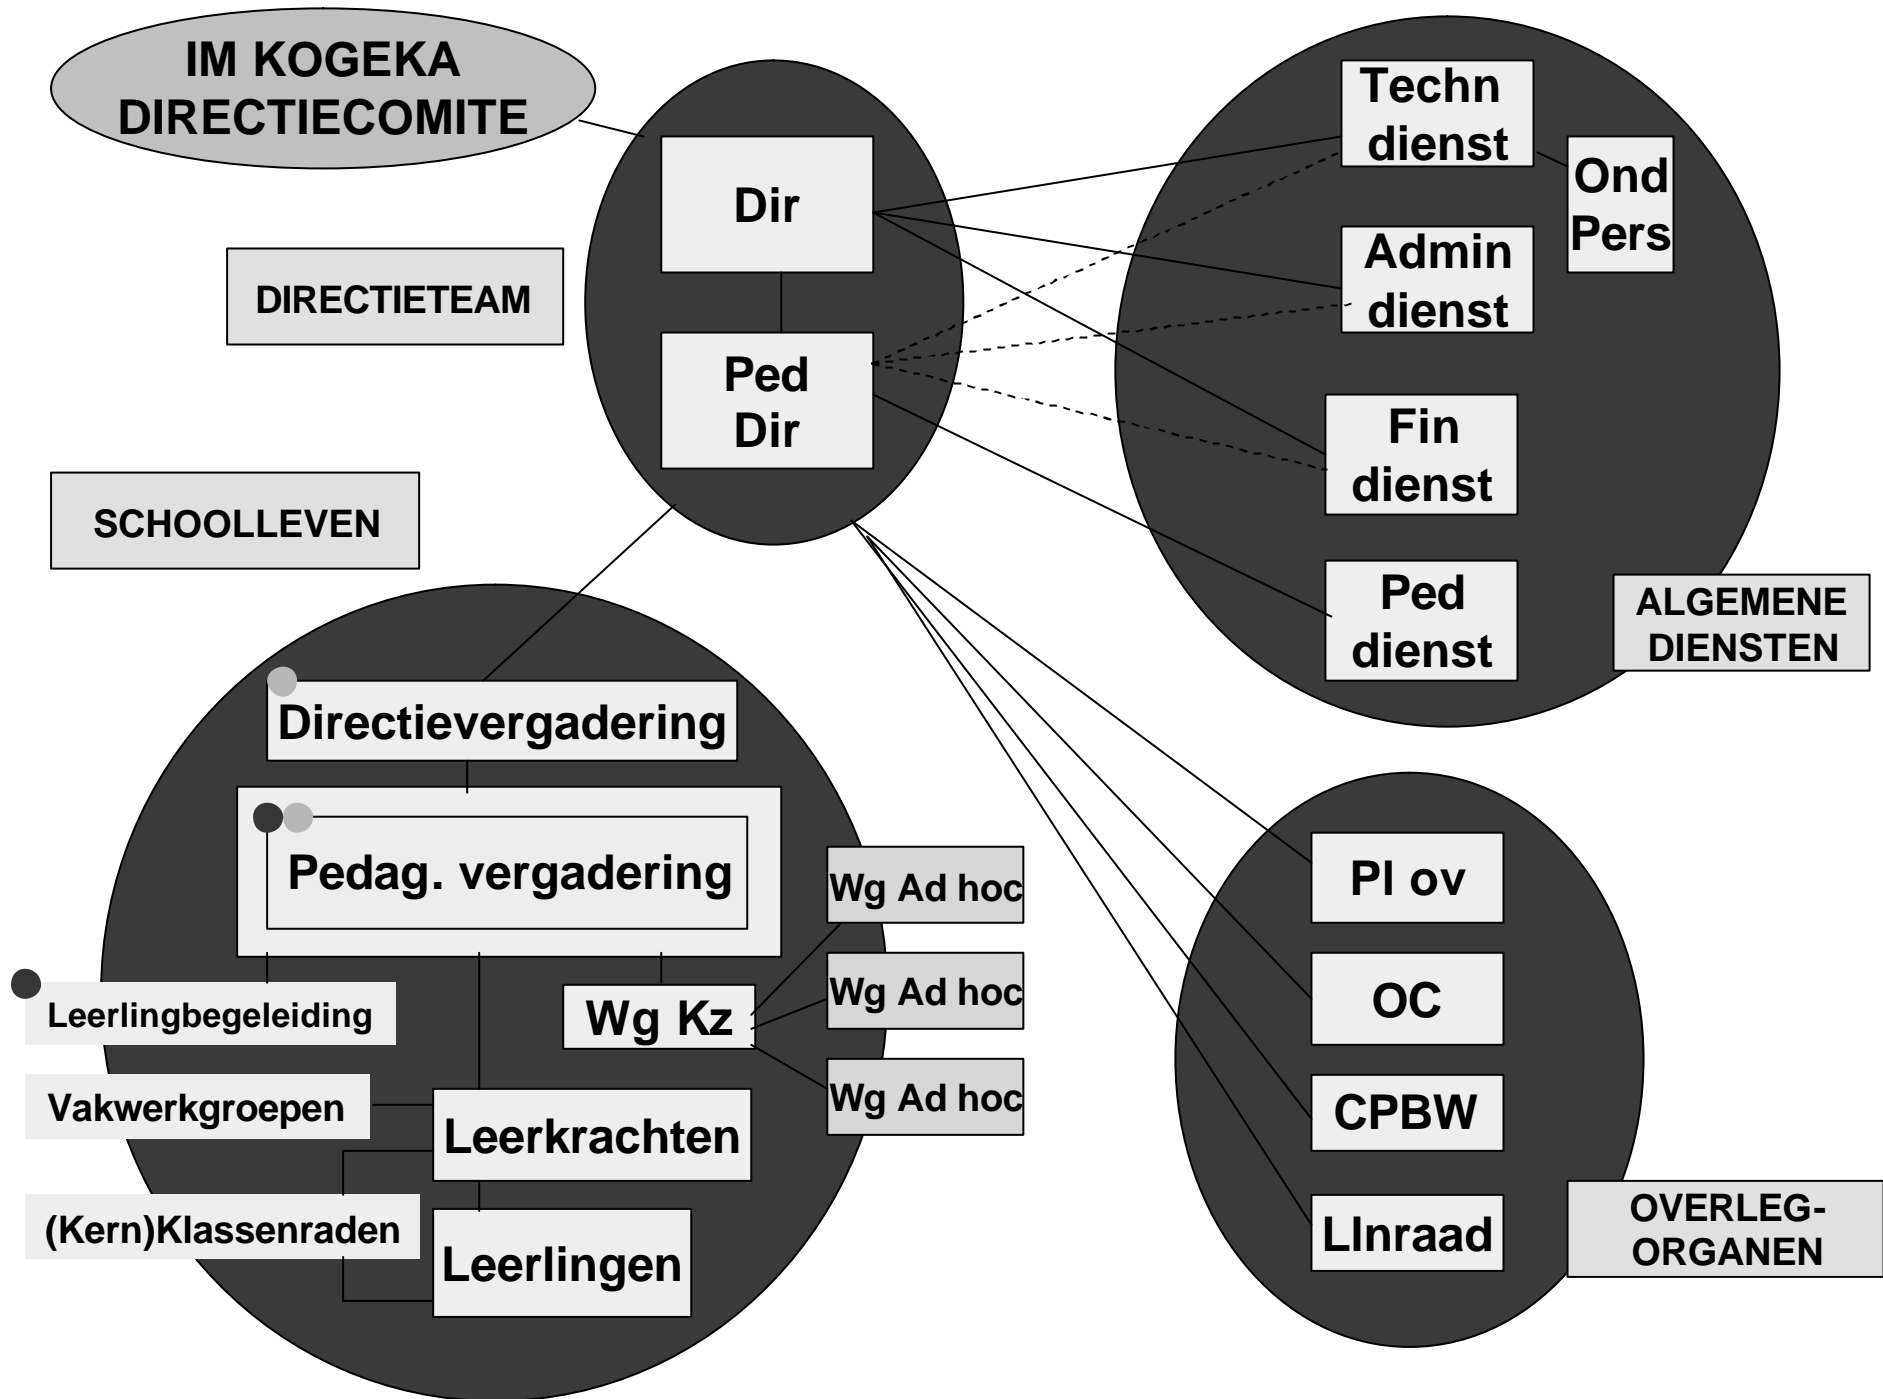 IM KOGEKA
DIRECTIECOMITE
Dir
DIRECTIETEAM
Ped
Dir
Techn
dienst
Ond
Pers
Admin
dienst
Fin
dienst
Ped
dienst
ALGEMENE
DIENSTEN
SCHOOLLEVEN
Directievergadering
Pedag. vergadering
Wg Ad hoc
Wg Ad hoc
Wg Ad hoc
Leerlingbegeleiding
Wg Kz
Vakwerkgroepen
Leerkrachten
(Kern)Klassenraden
Leerlingen
Pl ov
OC
CPBW
Llnraad
OVERLEG-
ORGANEN